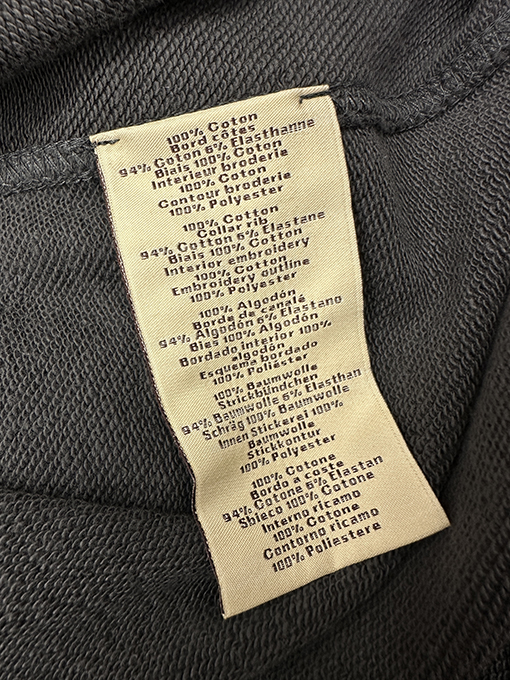 100% Coton
Bord côtes
94% Coton 6% Elasthanne
Biais 100% Coton
Intérieur broderie
100% Coton
Contour broderie
100% Polyester
100% Cotton
Collar rib
94% Cotton 6% Elastane
Bias 100% Cotton
Interior embroidery
100% Cotton
Embroidery outline
100% Polyester
100% Algodón
Borde de canalé
94% Algodón 6% Elastano
Bies 100% Algodón
Bordado interior 100%
algodón
Esquema bordado
100% Poliester
100% Baumwolle
Strickbündchen
94% Baumwolle 6% Elasthan
Schräg 100% Baumwolle
Innen Stickerei 100%
Baumwolle
Stickkontur
100% Polyester
100% Cotone
Bordo a coste
94% Cotone 6% Elastan
Sbieco 100% Cotone
Interno ricamo
100% Cotone
Contorno ricamo
100% Poliestere